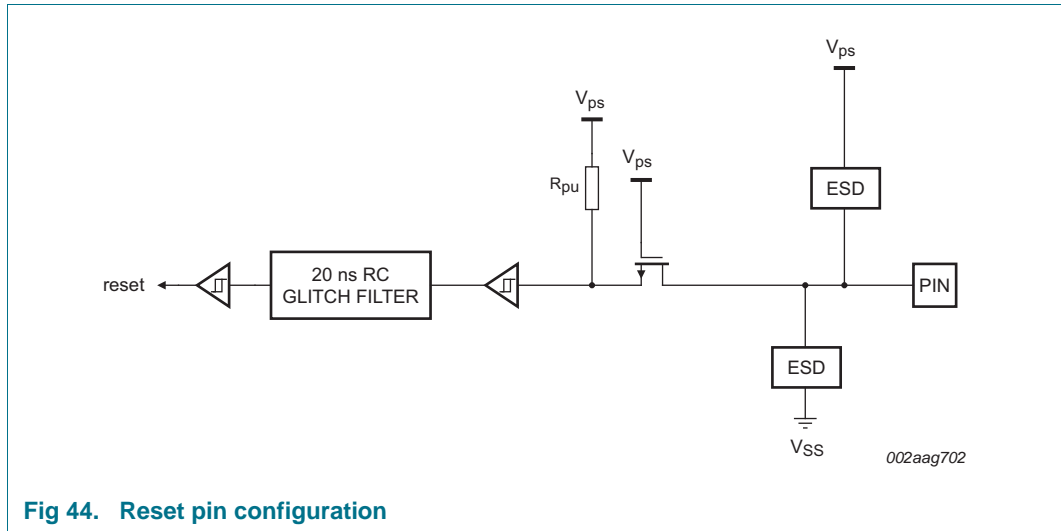 Vps
Vps
Vps
Rpu
ESD
reset
20 ns RC
GLITCH FILTER
PIN
ESD
VSS
002aag702
Fig 44. Reset pin configuration